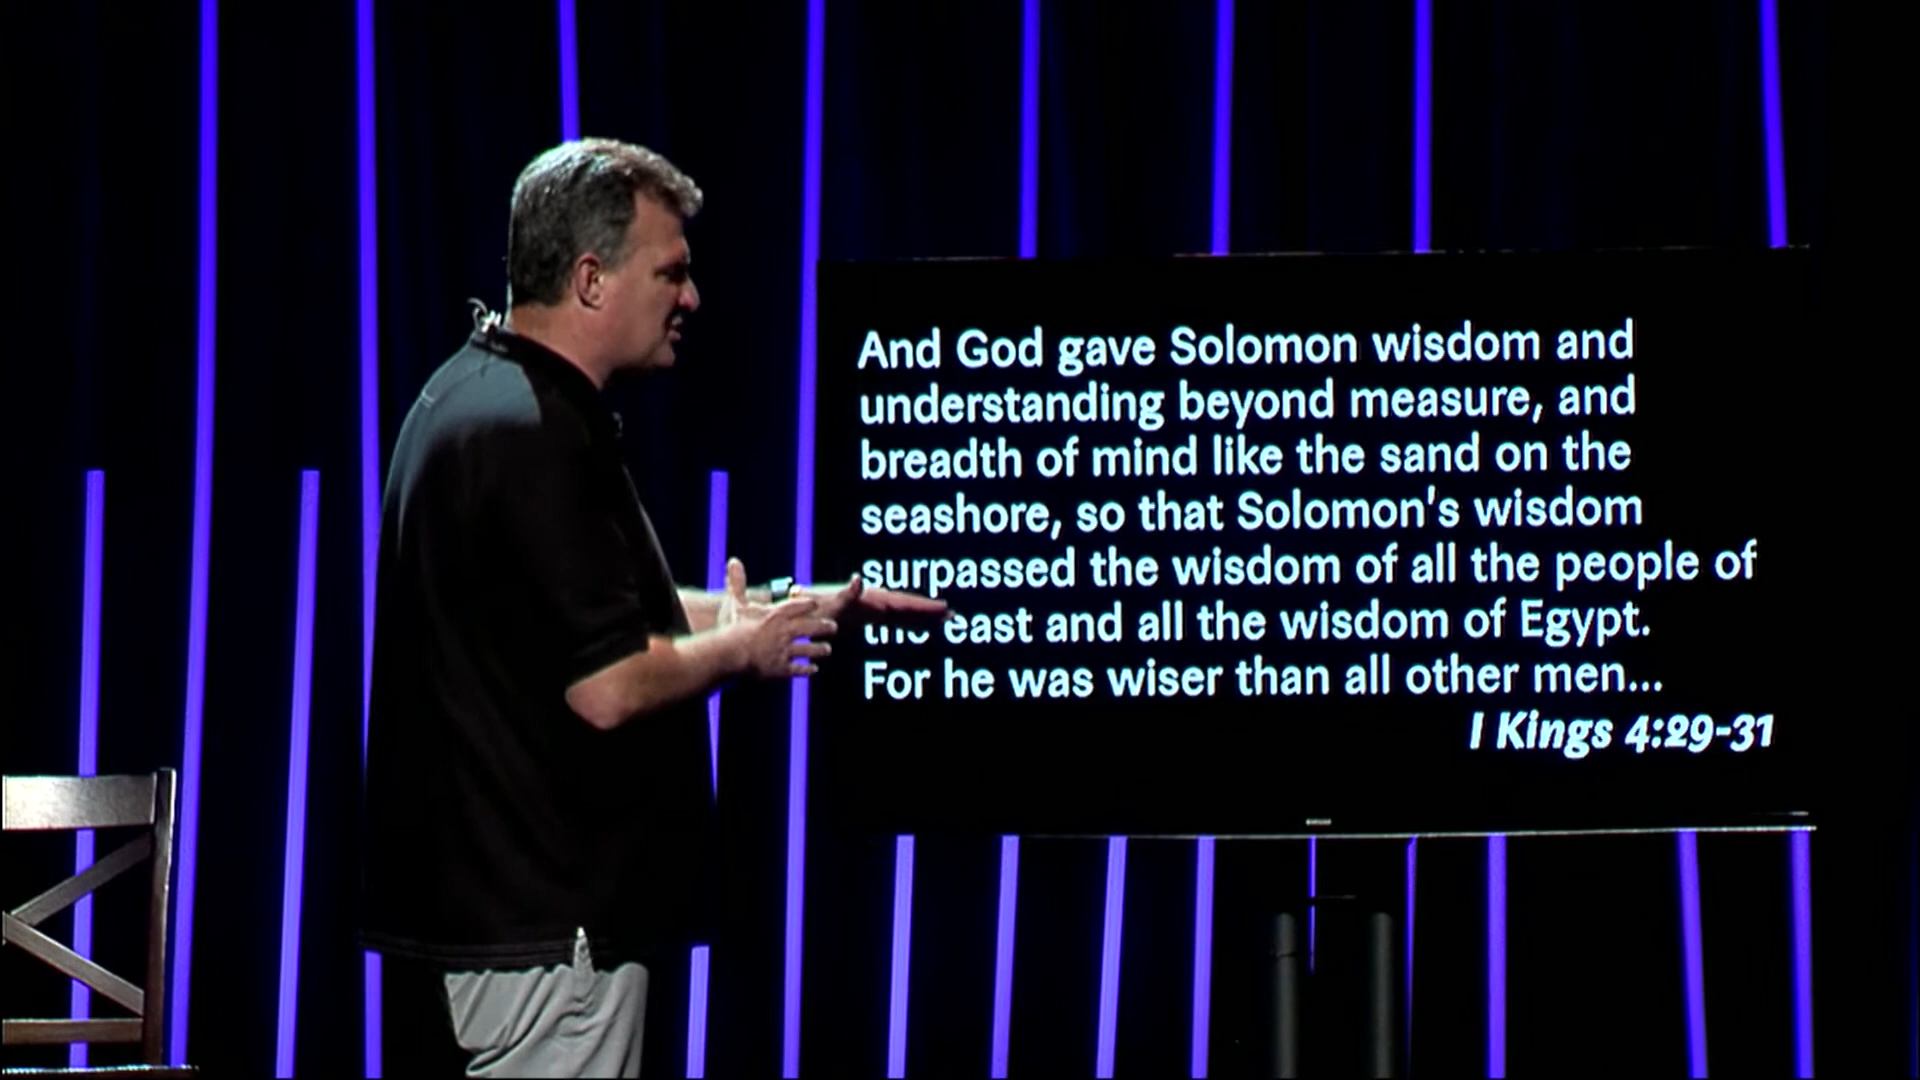 And God gave Solomon wisdom and
understanding beyond measure, and
breadth of mind like the sand on the
seashore, so that Solomon's wisdom
surpassed the wisdom of all the people of
the east and all the wisdom of Egypt.
For he was wiser than all other men...
I Kings 4:29-31